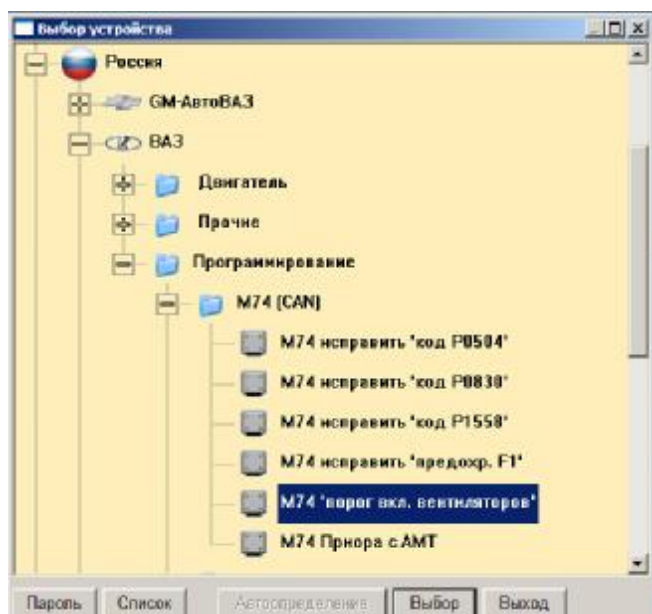 Выбор устройства
Россия
GM-АвтоВАЗ
ВАЗ
Двигатель
Прочие
Программирование
M74 (CAN)
M74 исправить "код P0504"
M74 исправить "код P0830"
M74 исправить "код P1558"
M74 исправить "предохр. F1"
M74 "порог вкл. вентиляторов"
M74 Приора с АМТ
Пароль Список Автоопределение Выбор Выход